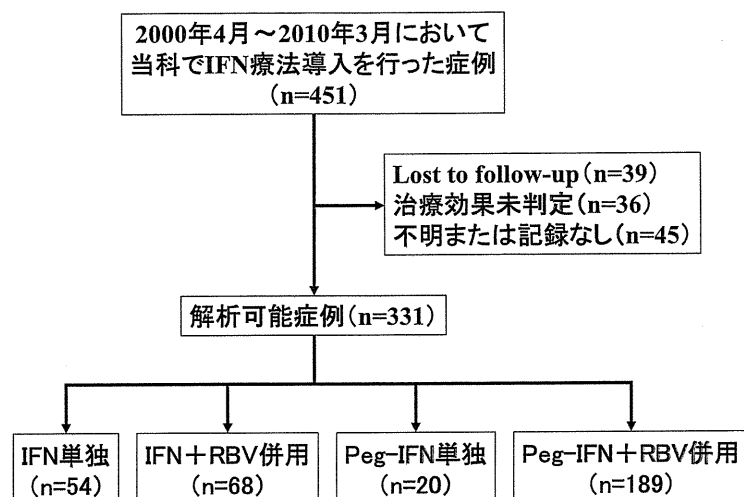 2000年4月～2010年3月において
当科でIFN療法導入を行った症例
（n=451）
Lost to follow-up（n=39）
治療効果未判定（n=36）
不明または記録なし（n=45）
解析可能症例（n=331）
IFN単独
（n=54）
IFN＋RBV併用
（n=68）
Peg-IFN単独
（n=20）
Peg-IFN＋RBV併用
（n=189）